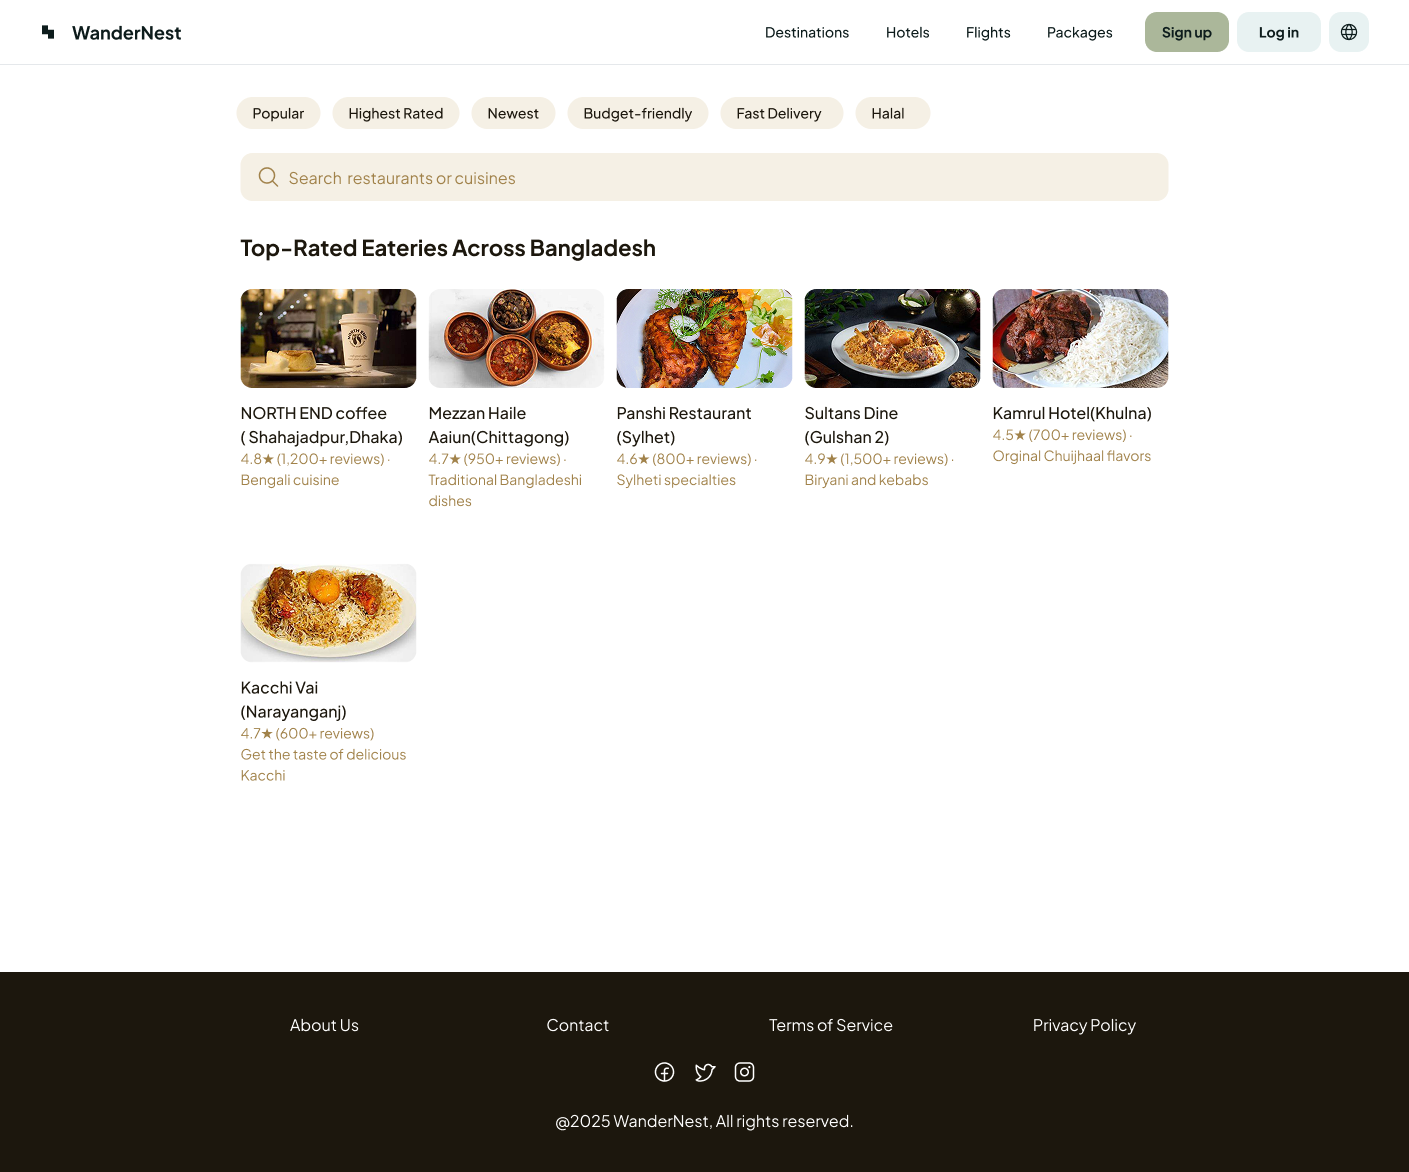 WanderNest
Destinations
Hotels
Flights
Packages
Sign up
Log in
Popular
Highest Rated
Newest
Budget-friendly
Fast Delivery
Halal
Search restaurants or cuisines
Top-Rated Eateries Across Bangladesh
NORTH END coffee
( Shahajadpur,Dhaka)
4.8★ (1,200+ reviews) ·
Bengali cuisine
Mezzan Haile
Aaiun(Chittagong)
4.7★ (950+ reviews) ·
Traditional Bangladeshi
dishes
Panshi Restaurant
(Sylhet)
4.6★ (800+ reviews) ·
Sylheti specialties
Sultans Dine
(Gulshan 2)
4.9★ (1,500+ reviews) ·
Biryani and kebabs
Kamrul Hotel(Khulna)
4.5★ (700+ reviews) ·
Orginal Chuijhaal flavors
Kacchi Vai
(Narayanganj)
4.7★ (600+ reviews)
Get the taste of delicious
Kacchi
About Us
Contact
Terms of Service
Privacy Policy
@2025 WanderNest, All rights reserved.